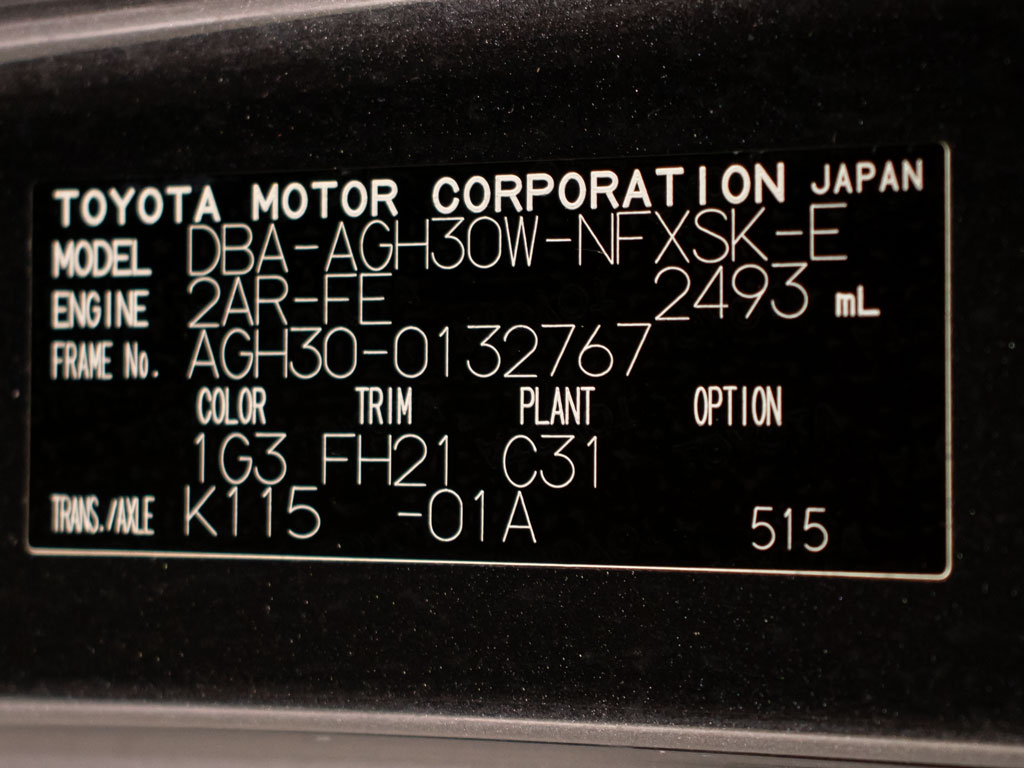 TOYOTA MOTOR CORPORATION JAPAN
MODEL DBA-AGH30W-NFXSK-E
ENGINE 2AR-FE 2493 mL
FRAME No. AGH30-0132767
COLOR TRIM PLANT OPTION
1G3 FH21 C31
TRANS./AXLE K115 -01A 515